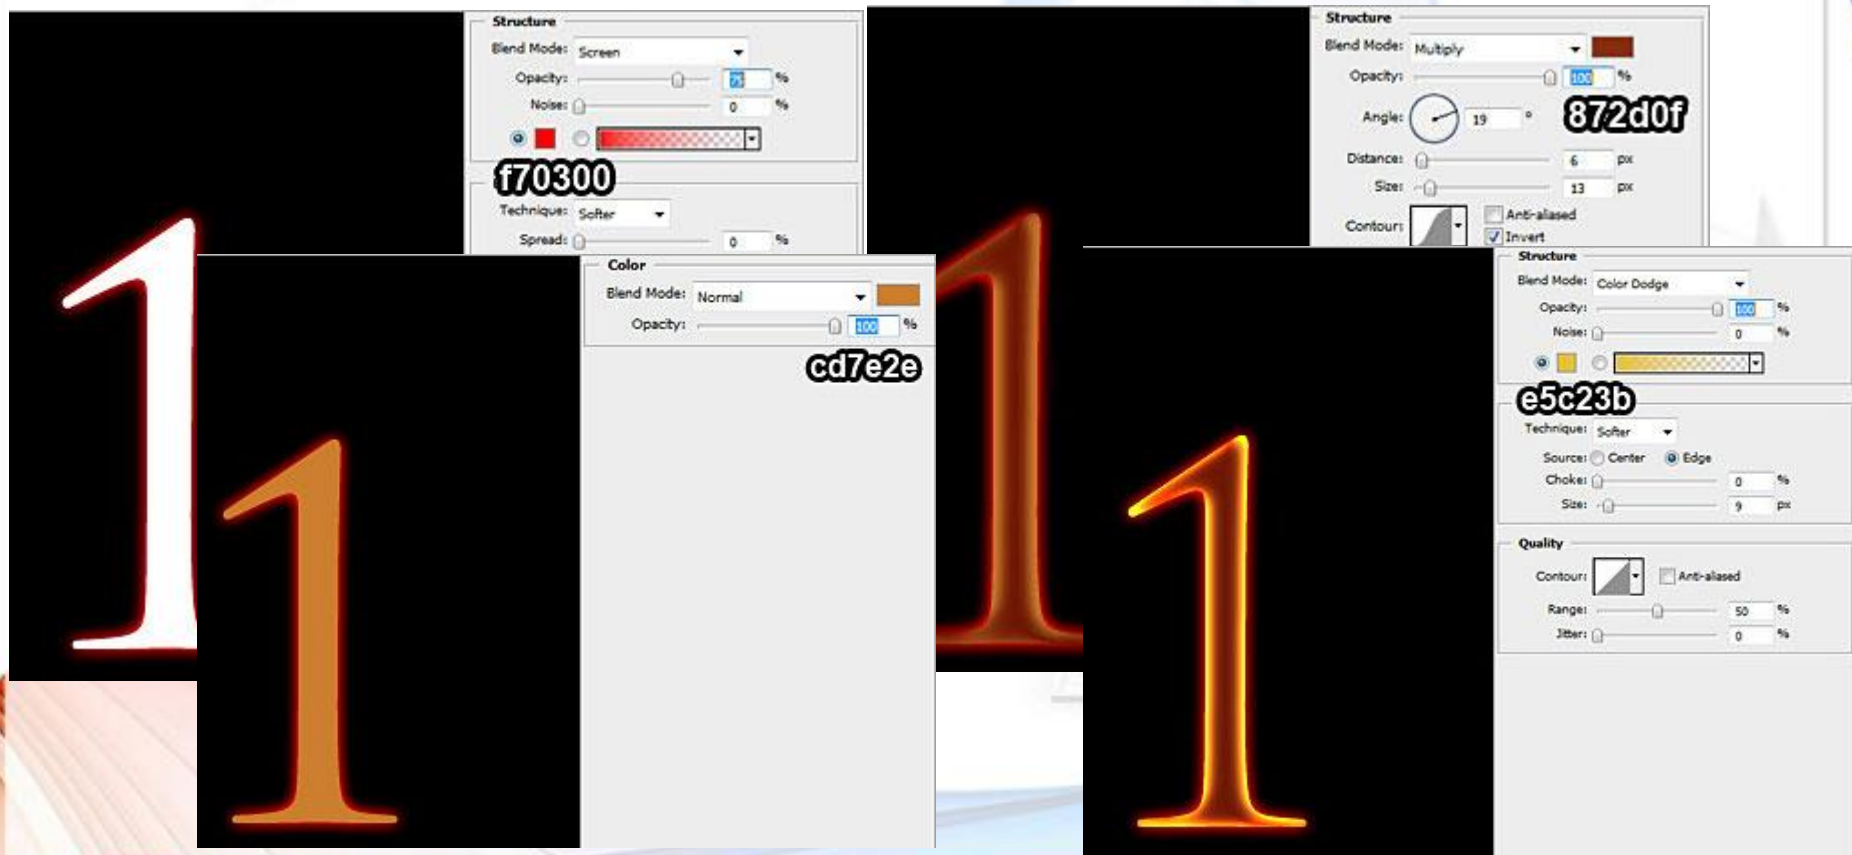 1
Structure
Blend Mode: Screen
Opacity: 75 %
Noise: 0 %
f70300
Technique: Softer
Spread: 0 %
1
Color
Blend Mode: Normal
Opacity: 100 %
cd7e2e
1
Structure
Blend Mode: Multiply
Opacity: 100 %
872d0f
Angle: 19 °
Distance: 6 px
Size: 13 px
Contour: Anti-aliased
Invert
1
Structure
Blend Mode: Color Dodge
Opacity: 100 %
Noise: 0 %
e5c23b
Technique: Softer
Source: Center Edge
Choke: 0 %
Size: 9 px
Quality
Contour: Anti-aliased
Range: 50 %
Jitter: 0 %